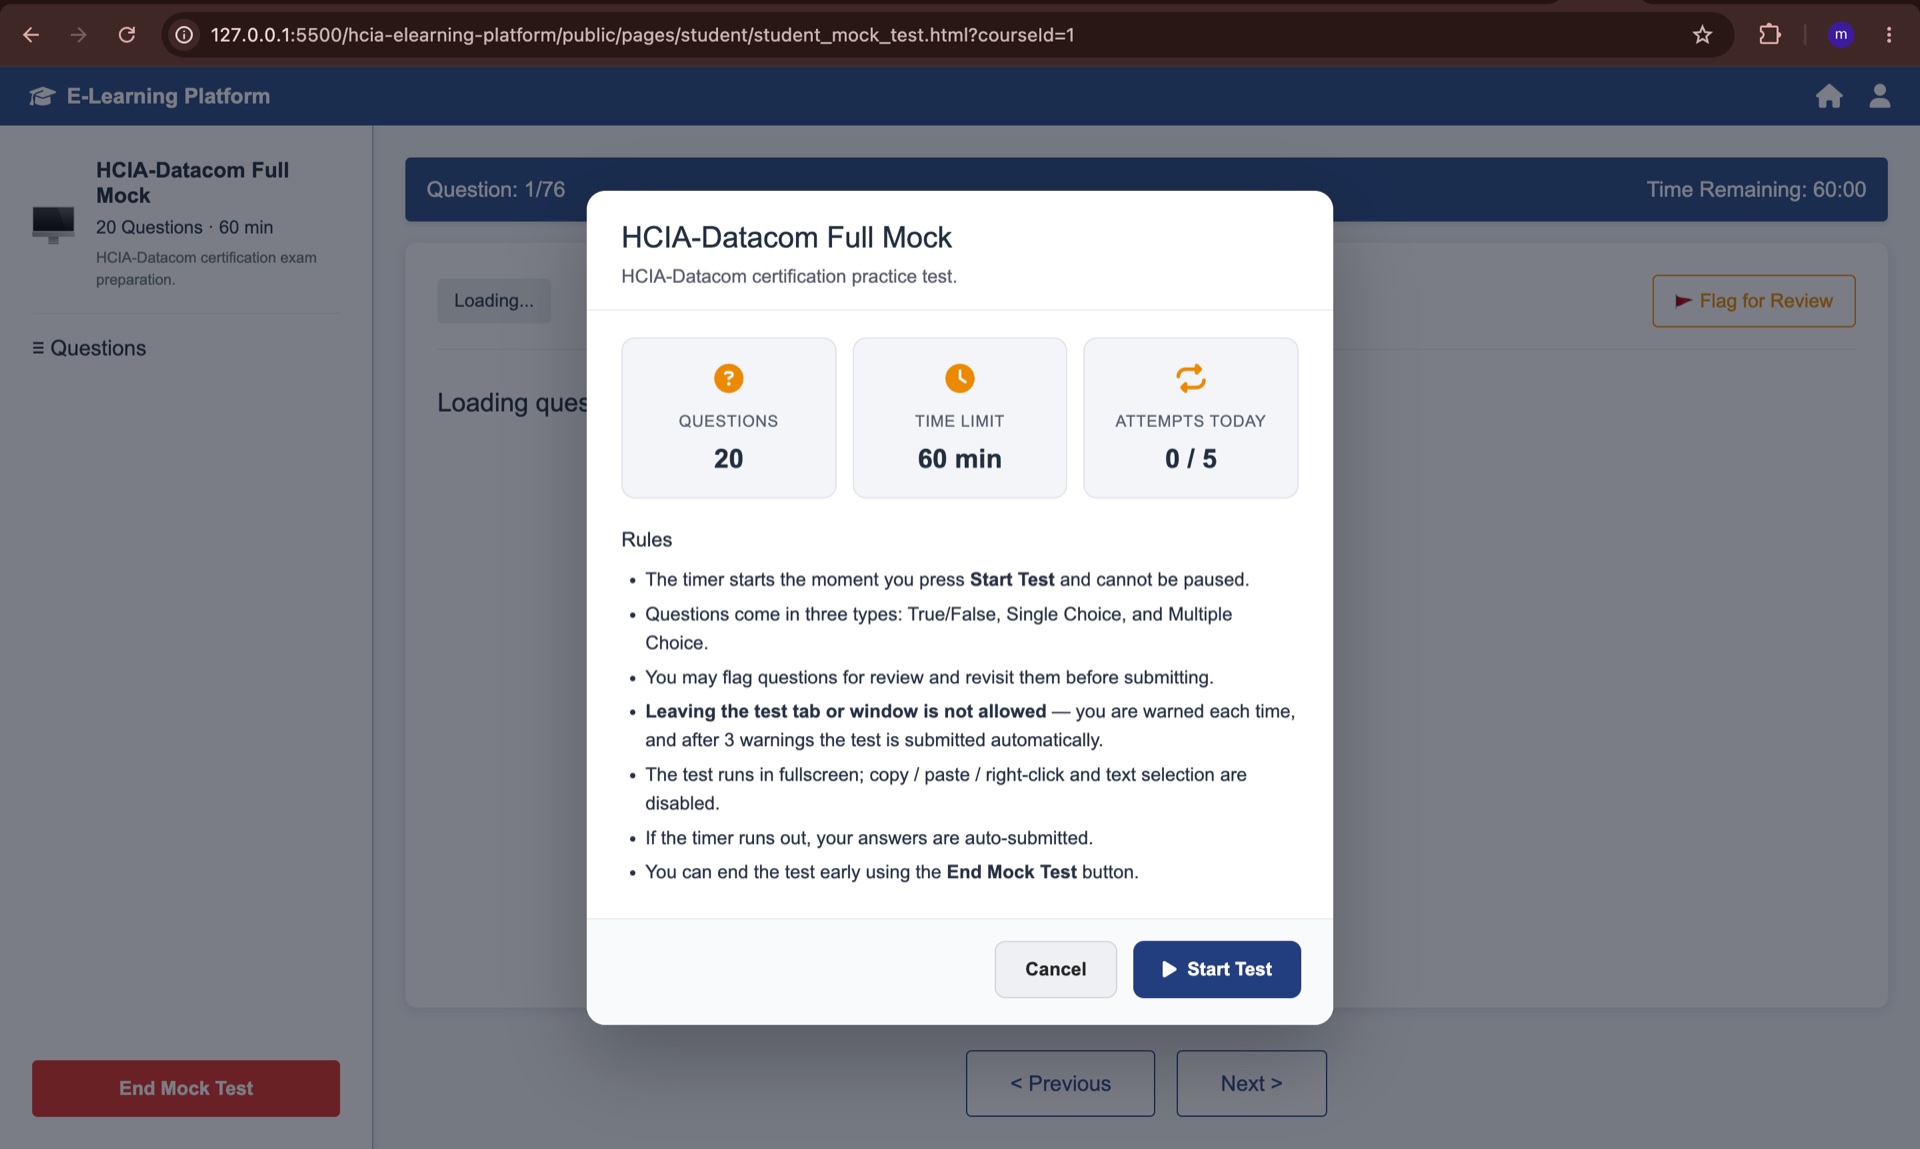 127.0.0.1:5500/hcia-elearning-platform/public/pages/student/student_mock_test.html?courseId=1
m
E-Learning Platform
HCIA-Datacom Full
Mock
20 Questions · 60 min
HCIA-Datacom certification exam
preparation.
☰ Questions
End Mock Test
Question: 1/76
Time Remaining: 60:00
Loading...
Flag for Review
Loading ques
HCIA-Datacom Full Mock
HCIA-Datacom certification practice test.
?
QUESTIONS
20
TIME LIMIT
60 min
ATTEMPTS TODAY
0 / 5
Rules
• The timer starts the moment you press Start Test and cannot be paused.
• Questions come in three types: True/False, Single Choice, and Multiple
Choice.
• You may flag questions for review and revisit them before submitting.
• Leaving the test tab or window is not allowed — you are warned each time,
and after 3 warnings the test is submitted automatically.
• The test runs in fullscreen; copy / paste / right-click and text selection are
disabled.
• If the timer runs out, your answers are auto-submitted.
• You can end the test early using the End Mock Test button.
Cancel
Start Test
< Previous
Next >